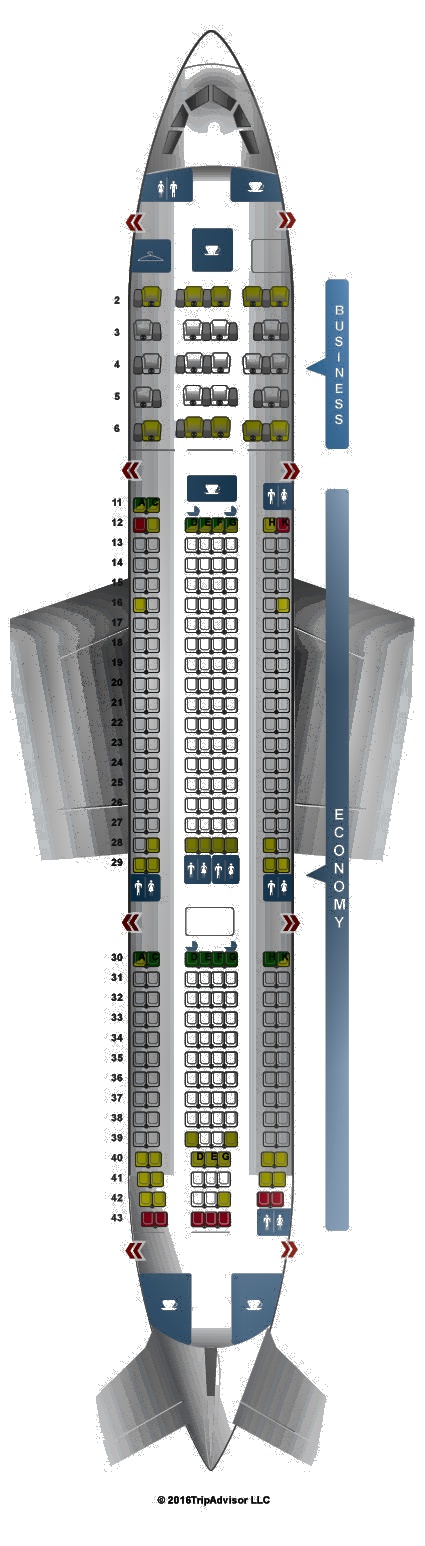 2
B
U
S
I
N
E
S
S
3
4
5
6
11 A C
12 D E F G H K
13
14
15
16
17
18
19
20
21
22
23
24
25
26
27
28
29
E
C
O
N
O
M
Y
30 A C D E F G H K
31
32
33
34
35
36
37
38
39
40 D E G
41
42
43
© 2016TripAdvisor LLC